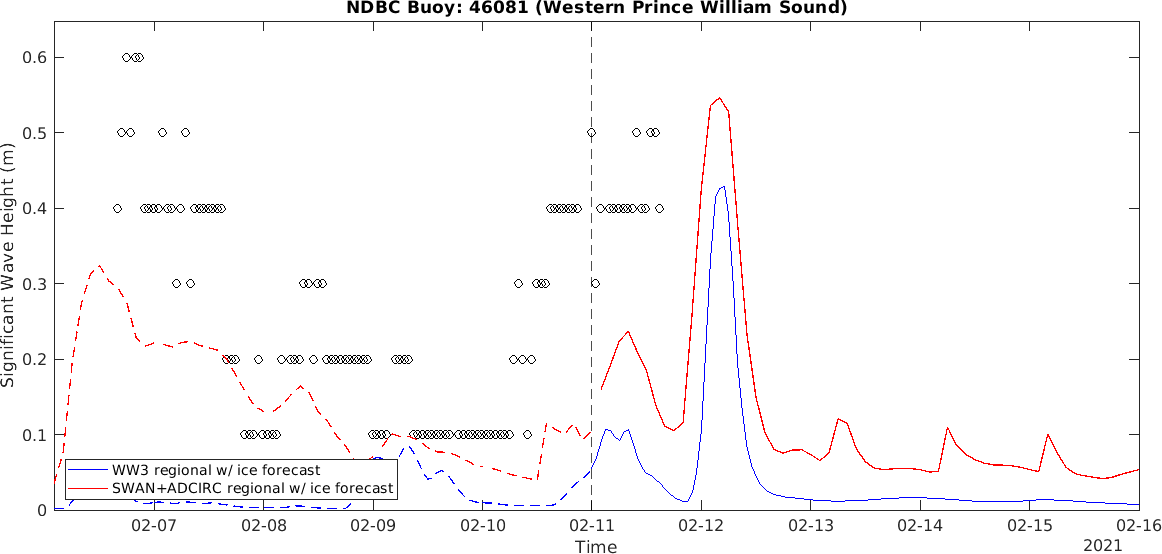 NDBC Buoy: 46081 (Western Prince William Sound)
Significant Wave Height (m)
0.6
0.5
0.4
0.3
0.2
0.1
0
WW3 regional w/ ice forecast
SWAN+ADCIRC regional w/ ice forecast
02-07 02-08 02-09 02-10 02-11 02-12 02-13 02-14 02-15 02-16
Time
2021